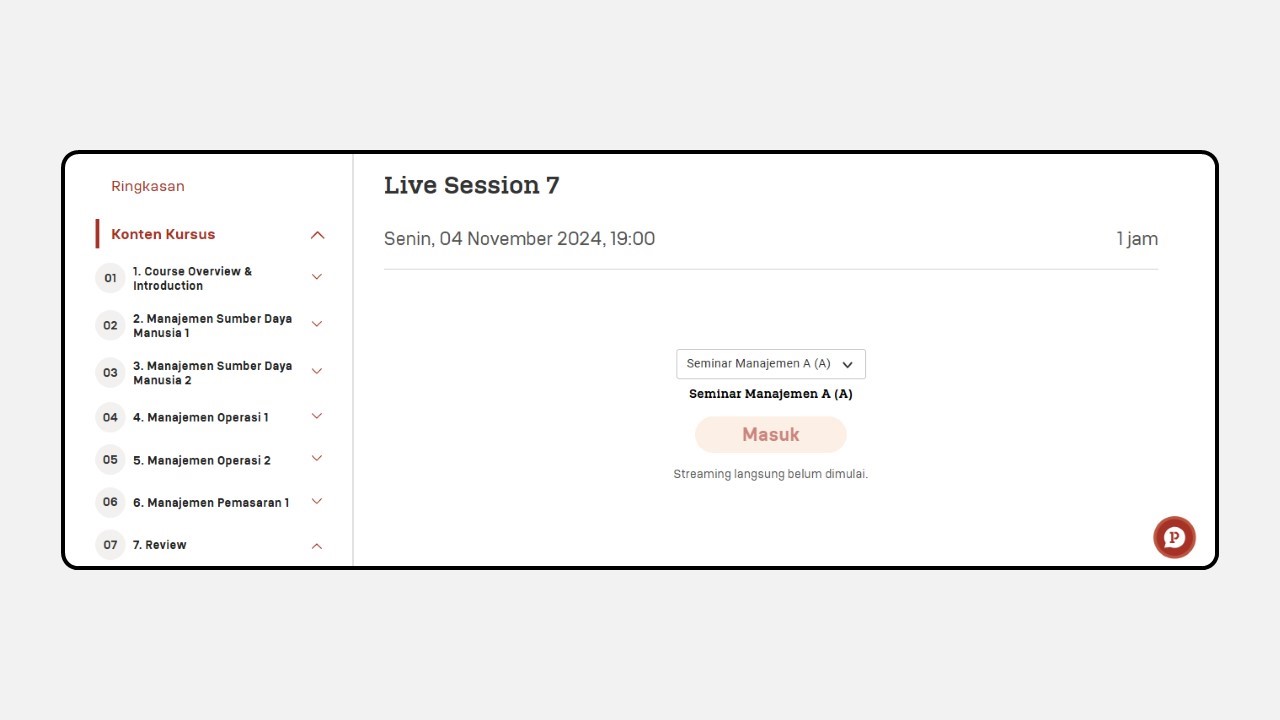 Ringkasan
Konten Kursus
01
1. Course Overview &
Introduction
02
2. Manajemen Sumber Daya
Manusia 1
03
3. Manajemen Sumber Daya
Manusia 2
04
4. Manajemen Operasi 1
05
5. Manajemen Operasi 2
06
6. Manajemen Pemasaran 1
07
7. Review
Live Session 7
Senin, 04 November 2024, 19:00
1 jam
Seminar Manajemen A (A)
Seminar Manajemen A (A)
Masuk
Streaming langsung belum dimulai.
P